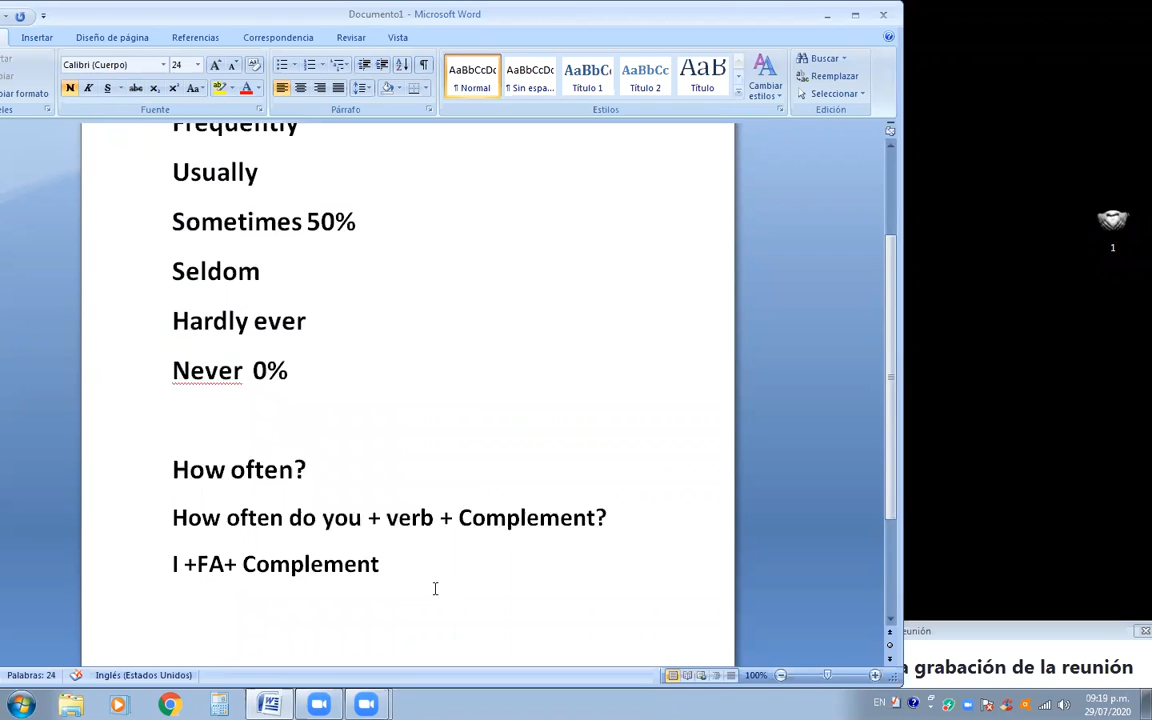 Documento1 - Microsoft Word
Insertar Diseño de página Referencias Correspondencia Revisar Vista
Calibri (Cuerpo) 24
AaBbCcDc AaBbCcDc AaBbC AaBbCc AaB
¶ Normal ¶ Sin espa... Título 1 Título 2 Título
Cambiar estilos
Buscar
Reemplazar
Seleccionar
formato
Fuente Párrafo Estilos Edición
Frequently
Usually
Sometimes 50%
Seldom
Hardly ever
Never 0%
How often?
How often do you + verb + Complement?
I +FA+ Complement
1
reunión
a grabación de la reunión
Palabras: 24 Inglés (Estados Unidos) 100%
EN 09:19 p.m.
29/07/2020